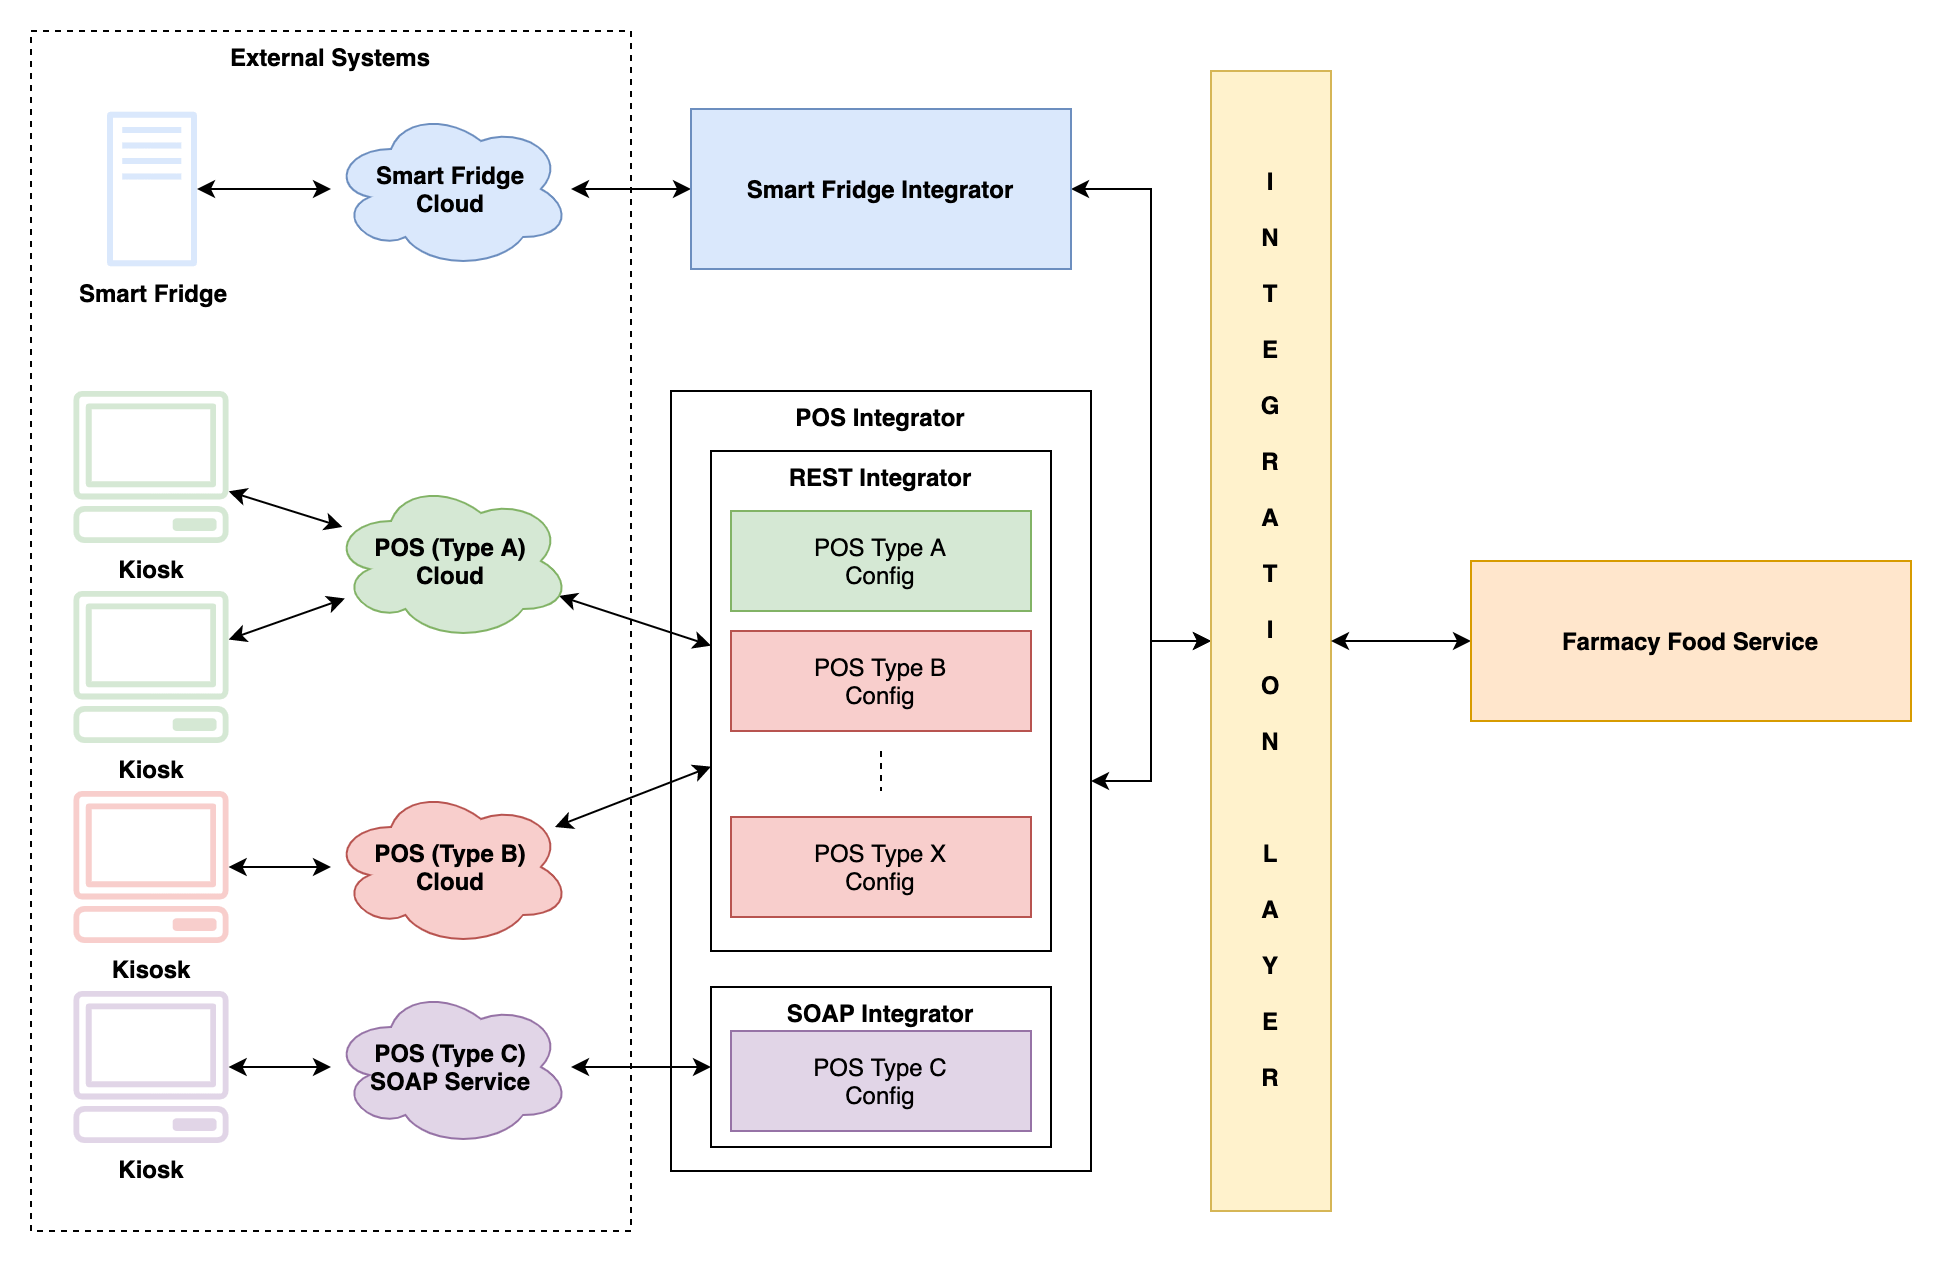 External Systems
Smart Fridge
Cloud
Smart Fridge Integrator
Smart Fridge
POS Integrator
REST Integrator
POS Type A
Config
POS (Type A)
Cloud
Kiosk
POS Type B
Config
Kiosk
POS (Type B)
Cloud
POS Type X
Config
Kisosk
SOAP Integrator
POS (Type C)
SOAP Service
POS Type C
Config
Kiosk
I
N
T
E
G
R
A
T
I
O
N
L
A
Y
E
R
Farmacy Food Service